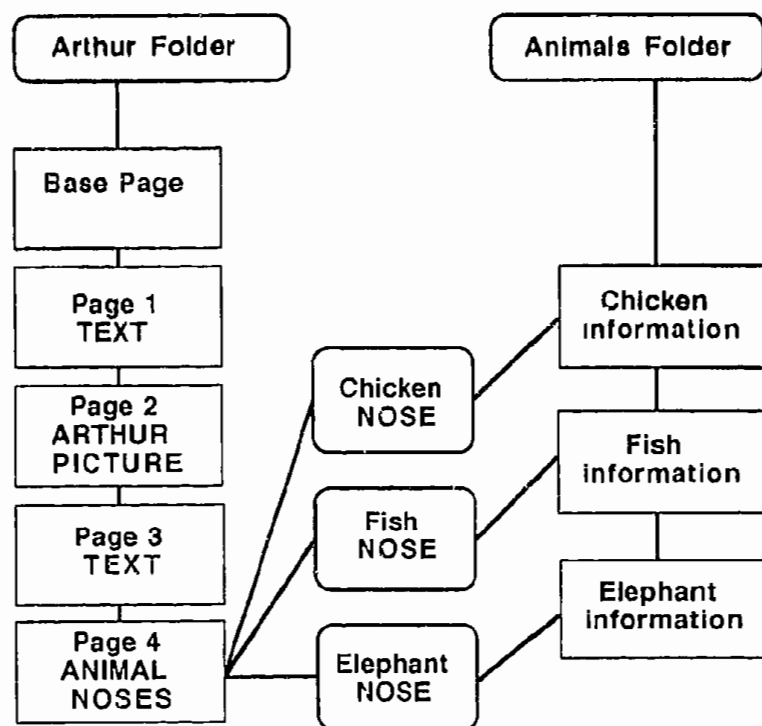 Arthur Folder
Animals Folder
Base Page
Page 1
TEXT
Page 2
ARTHUR
PICTURE
Page 3
TEXT
Page 4
ANIMAL
NOSES
Chicken
NOSE
Fish
NOSE
Elephant
NOSE
Chicken
information
Fish
information
Elephant
information